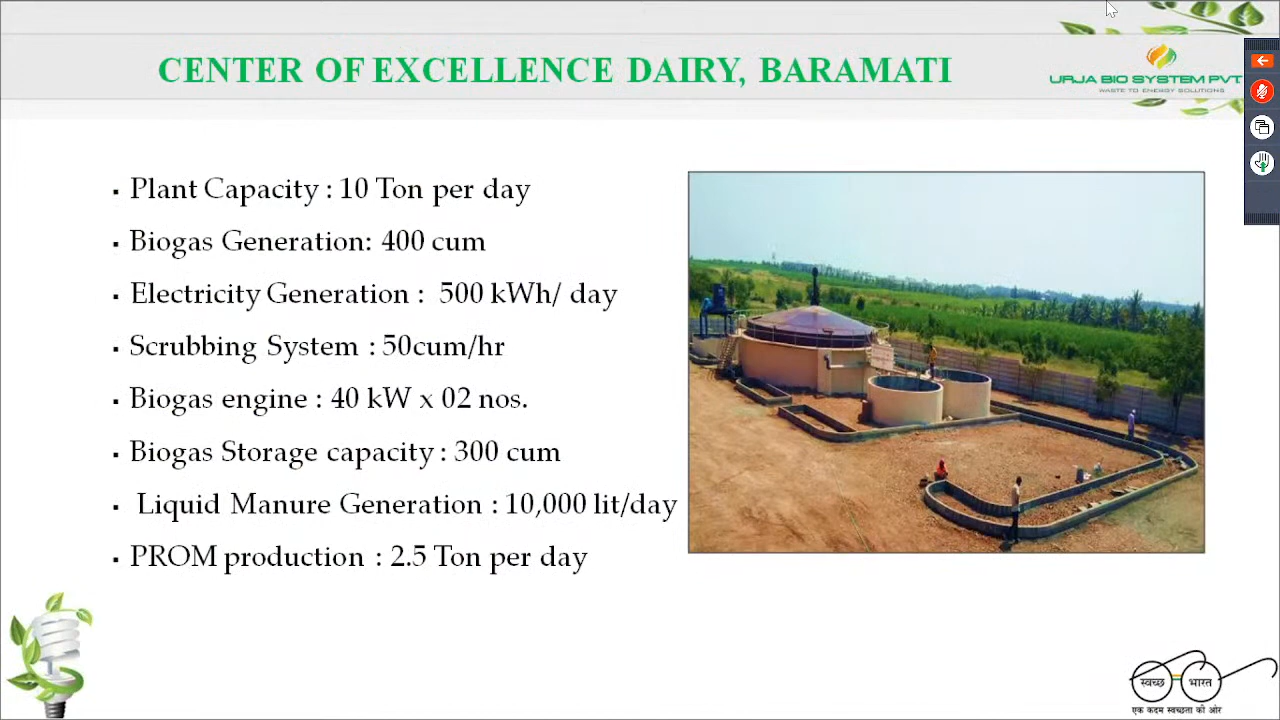 CENTER OF EXCELLENCE DAIRY, BARAMATI
URJA BIO SYSTEM PVT.
WASTE TO ENERGY SOLUTIONS
▪ Plant Capacity : 10 Ton per day
▪ Biogas Generation: 400 cum
▪ Electricity Generation : 500 kWh/ day
▪ Scrubbing System : 50cum/hr
▪ Biogas engine : 40 kW x 02 nos.
▪ Biogas Storage capacity : 300 cum
▪ Liquid Manure Generation : 10,000 lit/day
▪ PROM production : 2.5 Ton per day
स्वच्छ भारत
एक कदम स्वच्छता की ओर